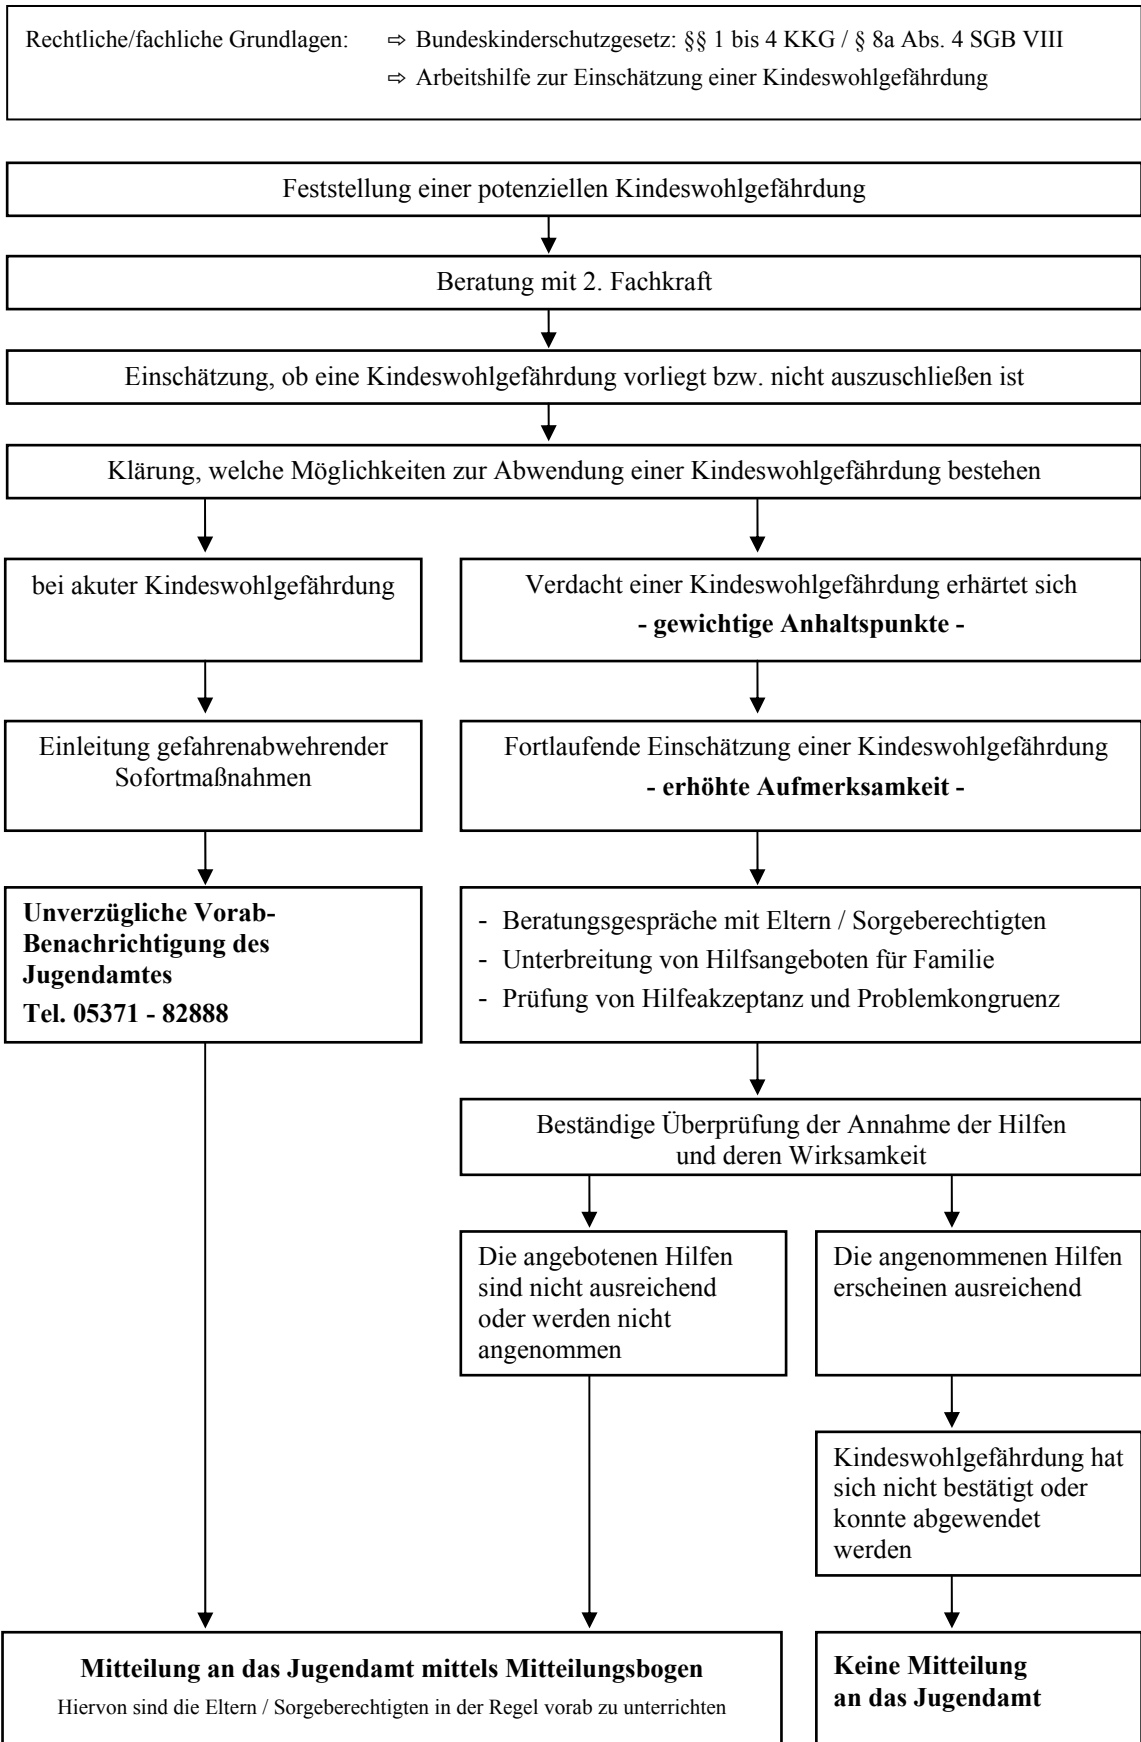 Rechtliche/fachliche Grundlagen: ⇨ Bundeskinderschutzgesetz: §§ 1 bis 4 KKG / § 8a Abs. 4 SGB VIII
⇨ Arbeitshilfe zur Einschätzung einer Kindeswohlgefährdung
Feststellung einer potenziellen Kindeswohlgefährdung
Beratung mit 2. Fachkraft
Einschätzung, ob eine Kindeswohlgefährdung vorliegt bzw. nicht auszuschließen ist
Klärung, welche Möglichkeiten zur Abwendung einer Kindeswohlgefährdung bestehen
bei akuter Kindeswohlgefährdung
Verdacht einer Kindeswohlgefährdung erhärtet sich
- gewichtige Anhaltspunkte -
Einleitung gefahrenabwehrender
Sofortmaßnahmen
Fortlaufende Einschätzung einer Kindeswohlgefährdung
- erhöhte Aufmerksamkeit -
Unverzügliche Vorab-
Benachrichtigung des
Jugendamtes
Tel. 05371 - 82888
- Beratungsgespräche mit Eltern / Sorgeberechtigten
- Unterbreitung von Hilfsangeboten für Familie
- Prüfung von Hilfeakzeptanz und Problemkongruenz
Beständige Überprüfung der Annahme der Hilfen
und deren Wirksamkeit
Die angebotenen Hilfen
sind nicht ausreichend
oder werden nicht
angenommen
Die angenommenen Hilfen
erscheinen ausreichend
Kindeswohlgefährdung hat
sich nicht bestätigt oder
konnte abgewendet
werden
Mitteilung an das Jugendamt mittels Mitteilungsbogen
Hiervon sind die Eltern / Sorgeberechtigten in der Regel vorab zu unterrichten
Keine Mitteilung
an das Jugendamt